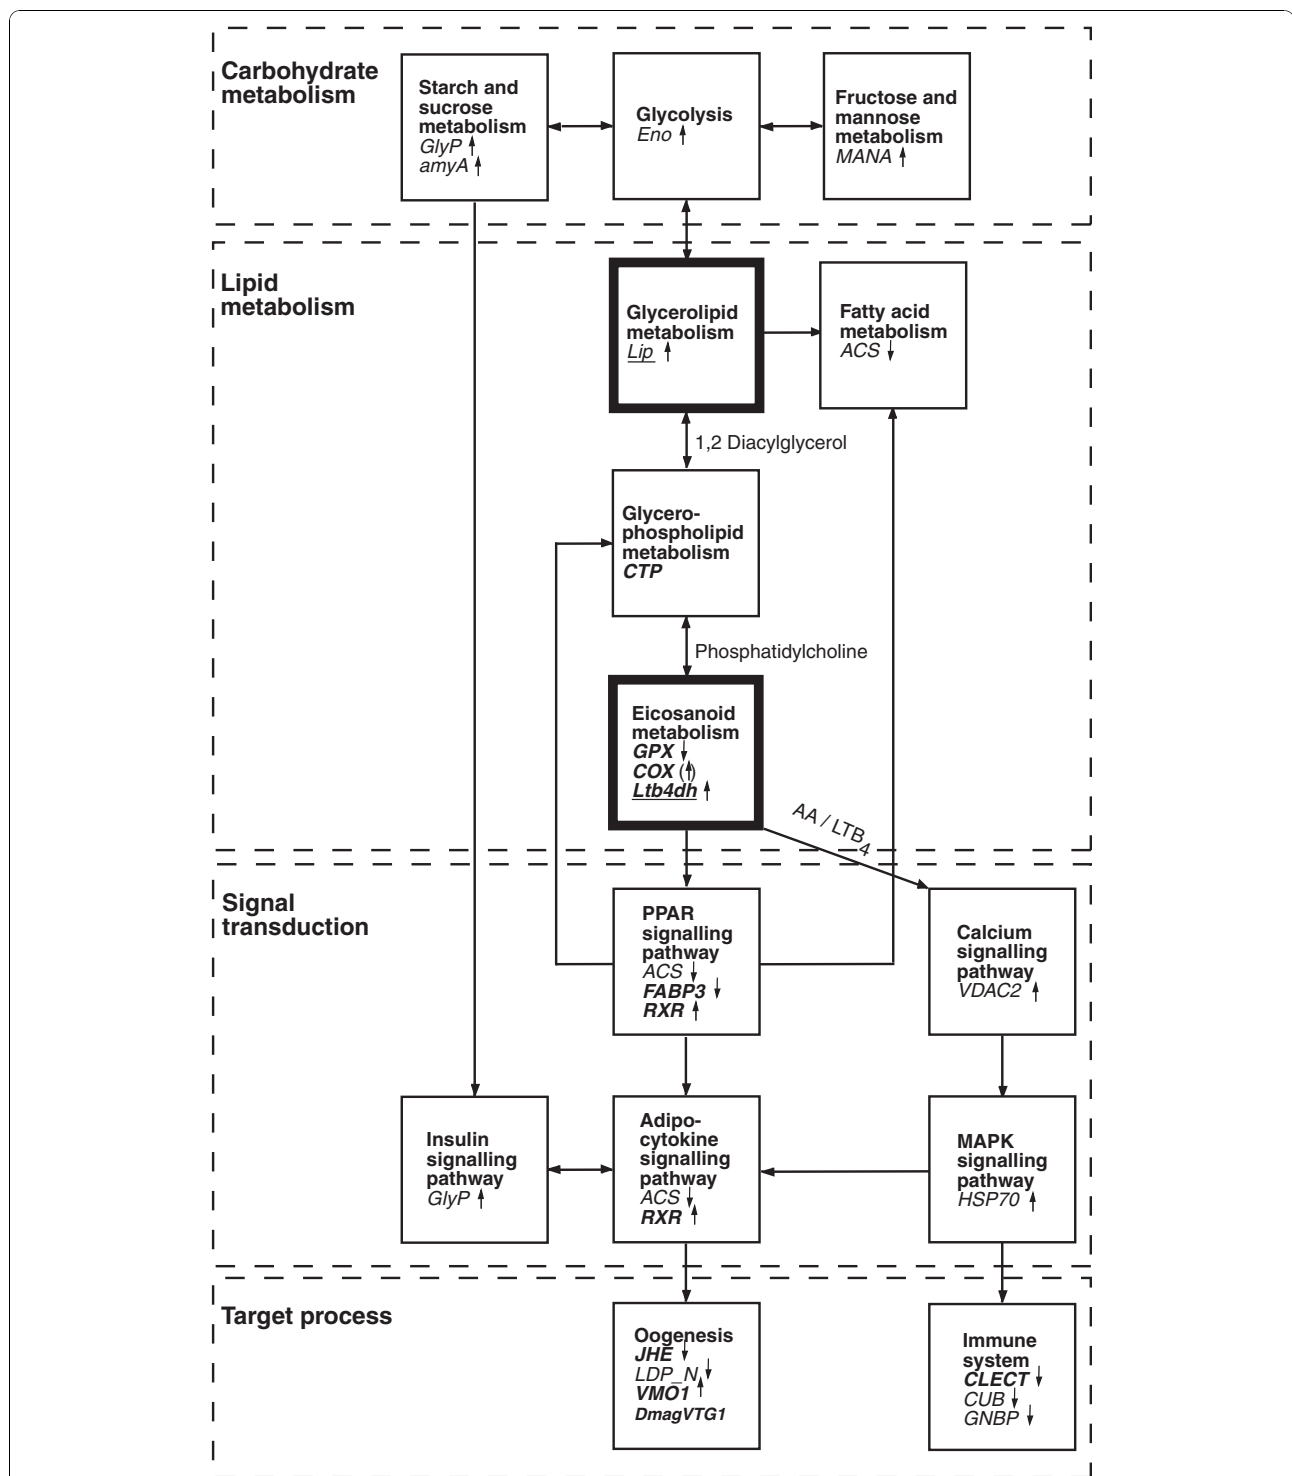 Carbohydrate
metabolism
Starch and
sucrose
metabolism
GlyP ↑
amyA ↑
Glycolysis
Eno ↑
Fructose and
mannose
metabolism
MANA ↑
Lipid
metabolism
Glycerolipid
metabolism
Lip ↑
Fatty acid
metabolism
ACS ↓
1,2 Diacylglycerol
Glycero-
phospholipid
metabolism
CTP
Phosphatidylcholine
Eicosanoid
metabolism
GPX ↓
COX (↑)
Ltb4dh ↑
AA / LTB4
Signal
transduction
PPAR
signalling
pathway
ACS ↓
FABP3 ↓
RXR ↑
Calcium
signalling
pathway
VDAC2 ↑
Insulin
signalling
pathway
GlyP ↑
Adipo-
cytokine
signalling
pathway
ACS ↓
RXR ↑
MAPK
signalling
pathway
HSP70 ↑
Target process
Oogenesis
JHE ↓
LDP_N ↓
VMO1 ↑
DmagVTG1
Immune
system
CLECT ↓
CUB ↓
GNBP ↓